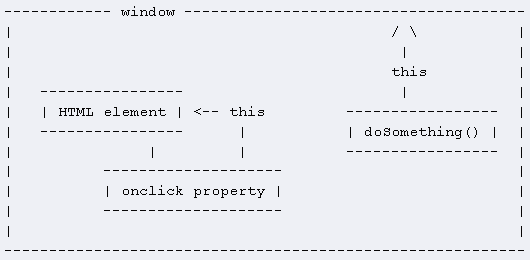 window
/ \
this
HTML element <-- this
doSomething()
onclick property